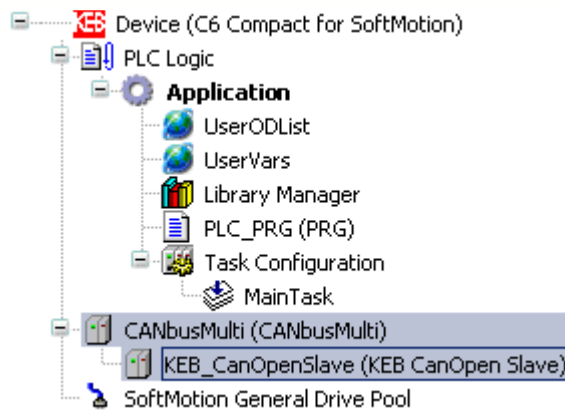 KEB Device (C6 Compact for SoftMotion)
PLC Logic
Application
UserODList
UserVars
Library Manager
PLC_PRG (PRG)
Task Configuration
MainTask
CANbusMulti (CANbusMulti)
KEB_CanOpenSlave (KEB CanOpen Slave)
SoftMotion General Drive Pool